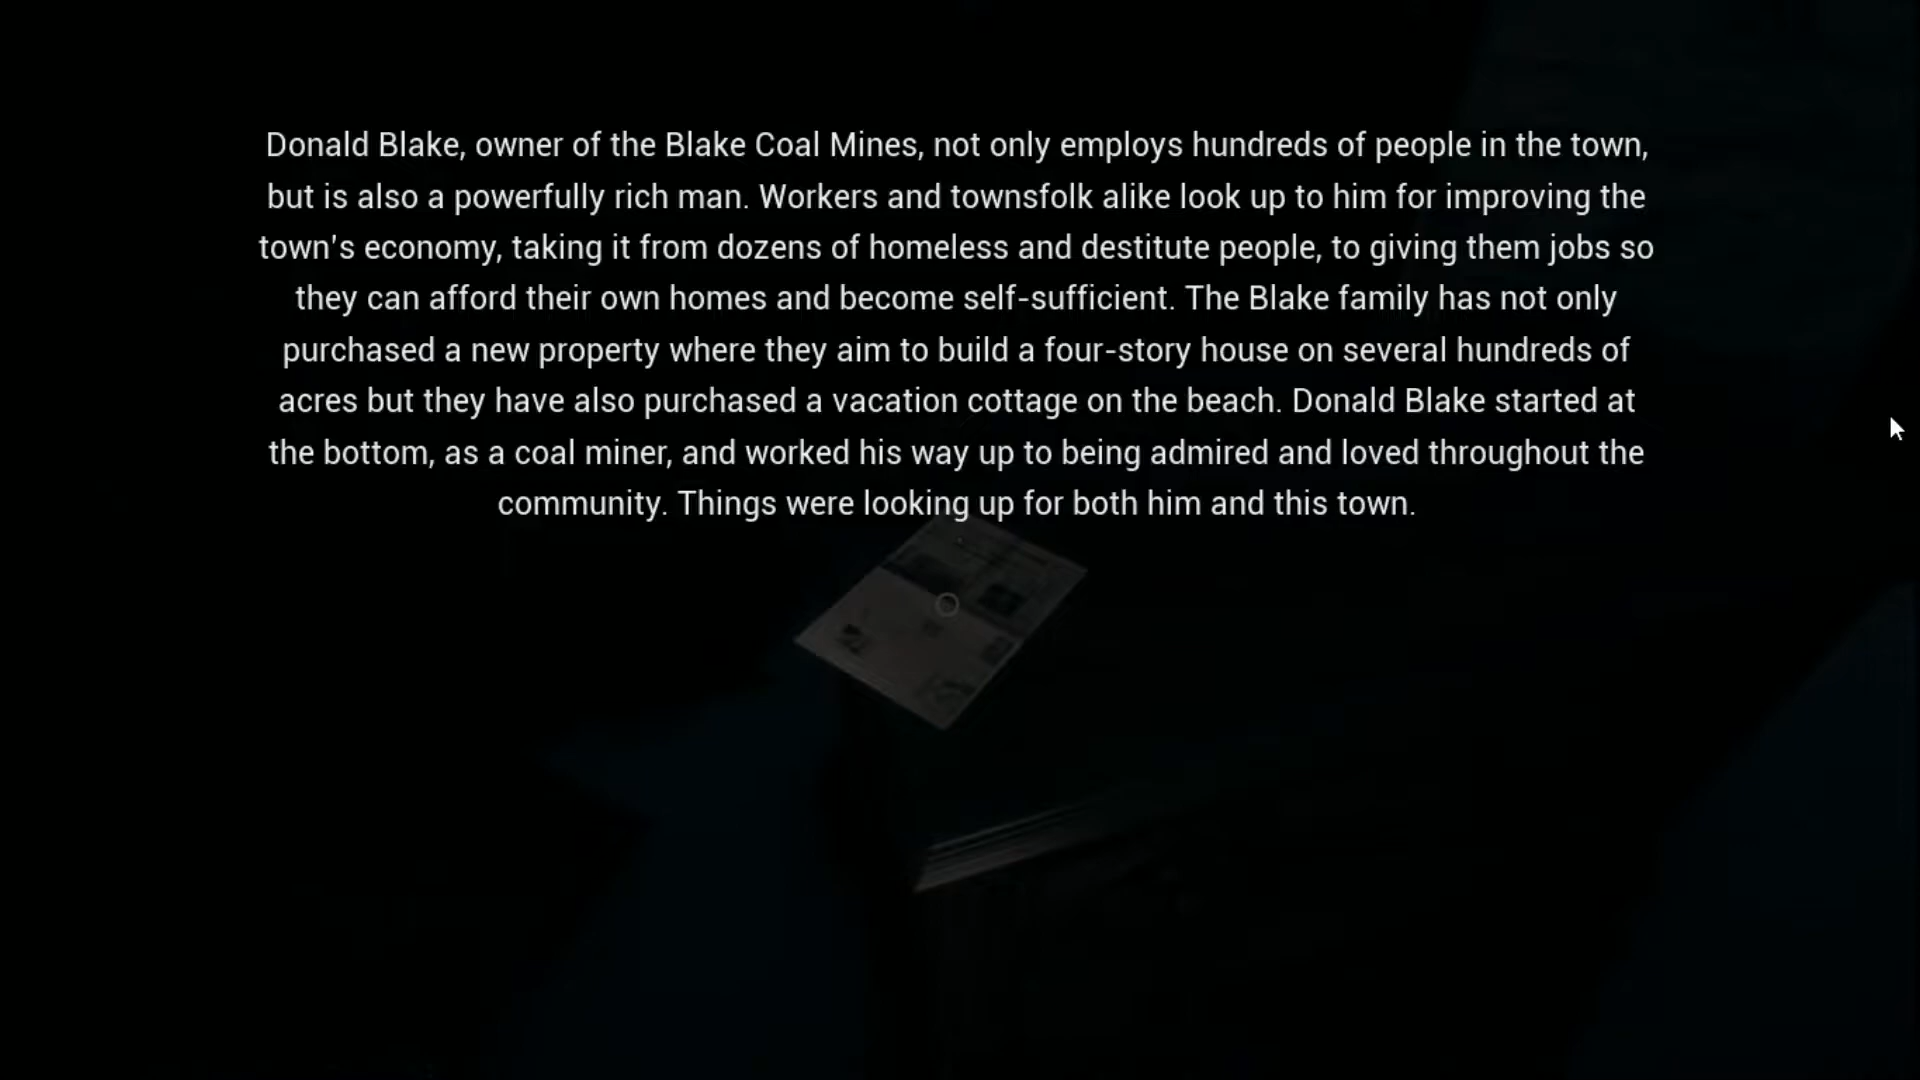 Donald Blake, owner of the Blake Coal Mines, not only employs hundreds of people in the town,
but is also a powerfully rich man. Workers and townsfolk alike look up to him for improving the
town's economy, taking it from dozens of homeless and destitute people, to giving them jobs so
they can afford their own homes and become self-sufficient. The Blake family has not only
purchased a new property where they aim to build a four-story house on several hundreds of
acres but they have also purchased a vacation cottage on the beach. Donald Blake started at
the bottom, as a coal miner, and worked his way up to being admired and loved throughout the
community. Things were looking up for both him and this town.